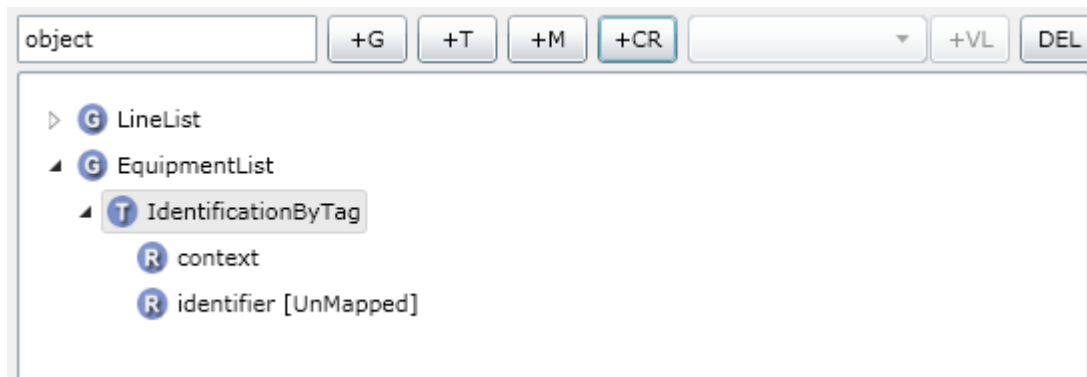 object +G +T +M +CR +VL DEL
G LineList
G EquipmentList
T IdentificationByTag
R context
R identifier [UnMapped]